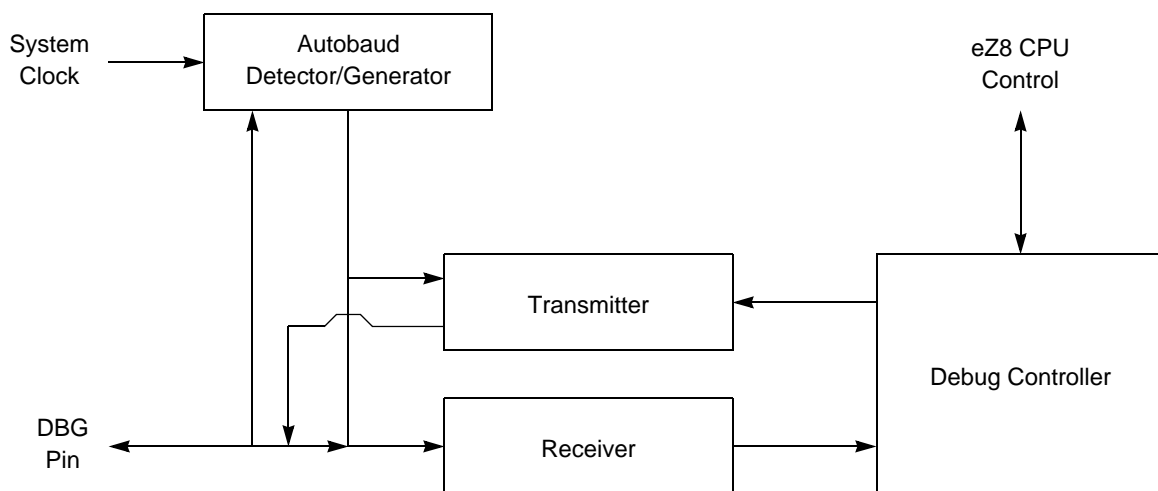 System
Clock
Autobaud
Detector/Generator
eZ8 CPU
Control
Transmitter
Debug Controller
DBG
Pin
Receiver